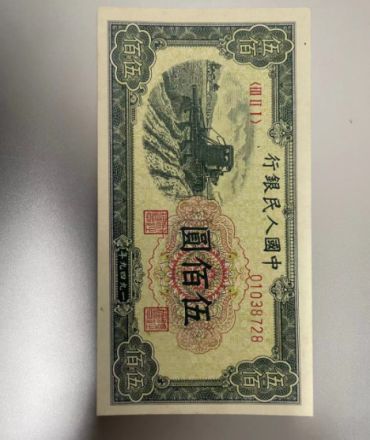 中國人民銀行
〈III II I〉
01038728
伍佰圓
一九四九年
伍佰
伍佰
伍佰
伍佰